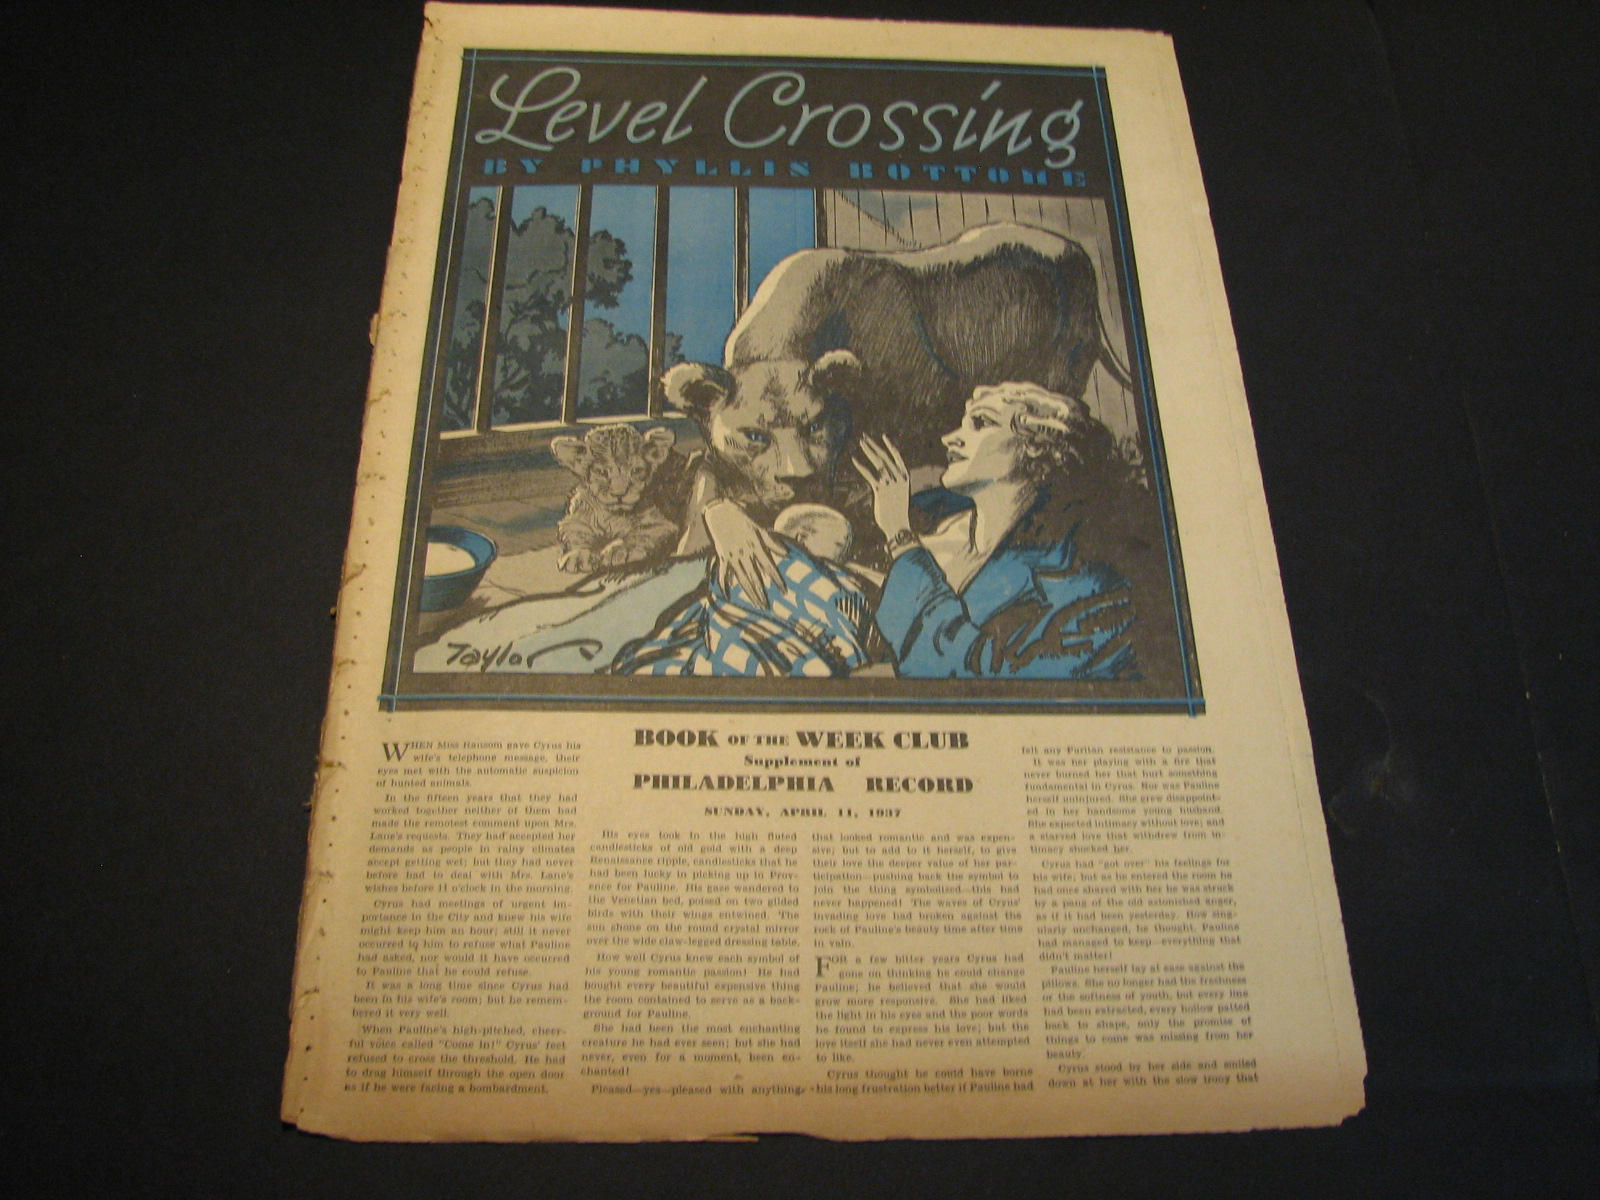 Level Crossing
BY PHYLLIS BOTTOME
Taylor
BOOK OF THE WEEK CLUB
Supplement of
PHILADELPHIA RECORD
SUNDAY, APRIL 11, 1937
WHEN Miss Ransom gave Cyrus his
wife's telephone message, their
eyes met with the automatic suspicion
of hunted animals.
In the fifteen years that they had
worked together neither of them had
made the remotest comment upon Mrs.
Lane's requests. They had accepted her
demands as people in rainy climates
accept getting wet; but they had never
before had to deal with Mrs. Lane's
wishes before 11 o'clock in the morning.
Cyrus had meetings of urgent im-
portance in the City and knew his wife
might keep him an hour; still it never
occurred to him to refuse what Pauline
had asked, nor would it have occurred
to Pauline that he could refuse.
It was a long time since Cyrus had
been in his wife's room; but he remem-
bered it very well.
When Pauline's high-pitched, cheer-
ful voice called "Come in!" Cyrus' feet
refused to cross the threshold. He had
to drag himself through the open door
as if he were facing a bombardment.
His eyes took in the high fluted
candlesticks of old gold with a deep
Renaissance ripple, candlesticks that he
had been lucky in picking up in Prov-
ence for Pauline. His gaze wandered to
the Venetian bed, poised on two gilded
birds with their wings entwined. The
sun shone on the round crystal mirror
over the wide claw-legged dressing table.
How well Cyrus knew each symbol of
his young romantic passion! He had
bought every beautiful expensive thing
the room contained to serve as a back-
ground for Pauline.
She had been the most enchanting
creature he had ever seen; but she had
never, even for a moment, been en-
chanted!
Pleased—yes—pleased with anything
that looked romantic and was expen-
sive; but to add to it herself, to give
their love the deeper value of her par-
ticipation—pushing back the symbol to
join the thing symbolised—this had
never happened! The waves of Cyrus'
invading love had broken against the
rock of Pauline's beauty time after time
in vain.
FOR a few bitter years Cyrus had
gone on thinking he could change
Pauline; he believed that she would
grow more responsive. She had liked
the light in his eyes and the poor words
he found to express his love; but the
love itself she had never even attempted
to like.
Cyrus thought he could have borne
his long frustration better if Pauline had
felt any Puritan resistance to passion.
It was her playing with a fire that
never burned her that hurt something
fundamental in Cyrus. Nor was Pauline
herself uninjured. She grew disappoint-
ed in her handsome young husband.
She expected intimacy without love; and
a starved love that withdrew from in-
timacy shocked her.
Cyrus had "got over" his feelings for
his wife; but as he entered the room he
had once shared with her he was struck
by a pang of the old astonished anger,
as if it had been yesterday. How sing-
ularly unchanged, he thought, Pauline
had managed to keep—everything that
didn't matter!
Pauline herself lay at ease against the
pillows. She no longer had the freshness
or the softness of youth, but every line
had been extracted, every hollow patted
back to shape, only the promise of
things to come was missing from her
beauty.
Cyrus stood by her side and smiled
down at her with the slow irony that